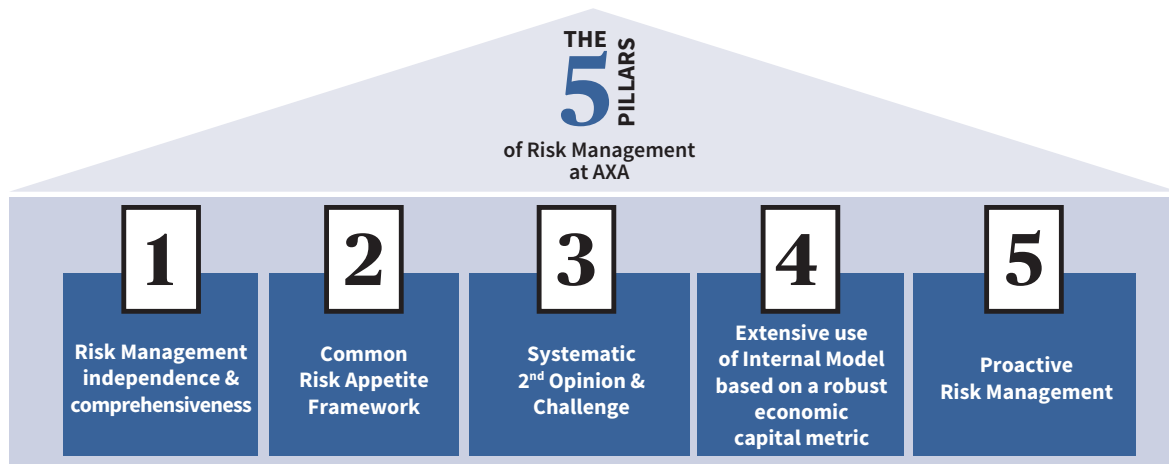 THE
5
PILLARS
of Risk Management
at AXA
1
Risk Management
independence &
comprehensiveness
2
Common
Risk Appetite
Framework
3
Systematic
2nd Opinion &
Challenge
4
Extensive use
of Internal Model
based on a robust
economic
capital metric
5
Proactive
Risk Management